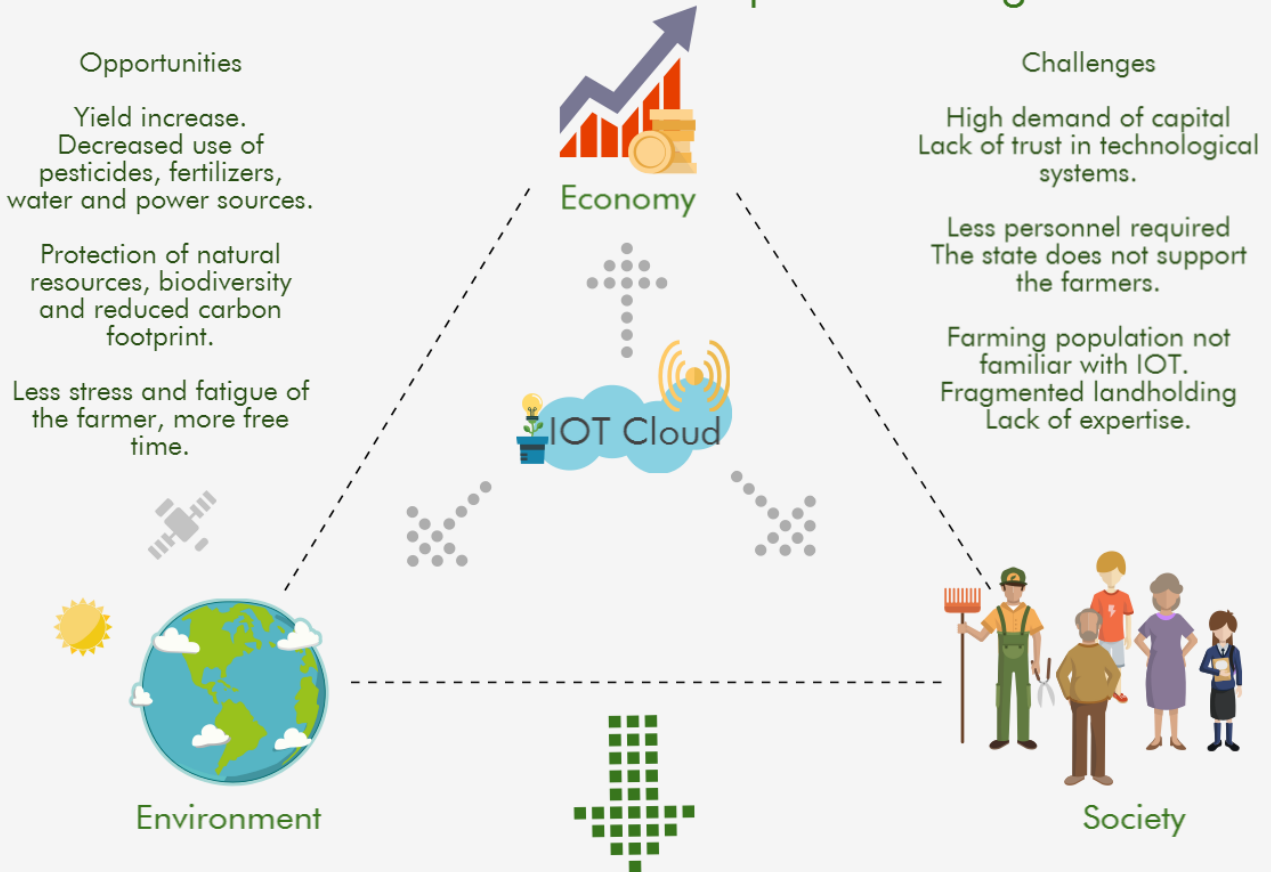 Opportunities
Yield increase.
Decreased use of
pesticides, fertilizers,
water and power sources.
Protection of natural
resources, biodiversity
and reduced carbon
footprint.
Less stress and fatigue of
the farmer, more free
time.
Economy
Challenges
High demand of capital
Lack of trust in technological
systems.
Less personnel required
The state does not support
the farmers.
Farming population not
familiar with IOT.
Fragmented landholding
Lack of expertise.
IOT Cloud
Environment
Society